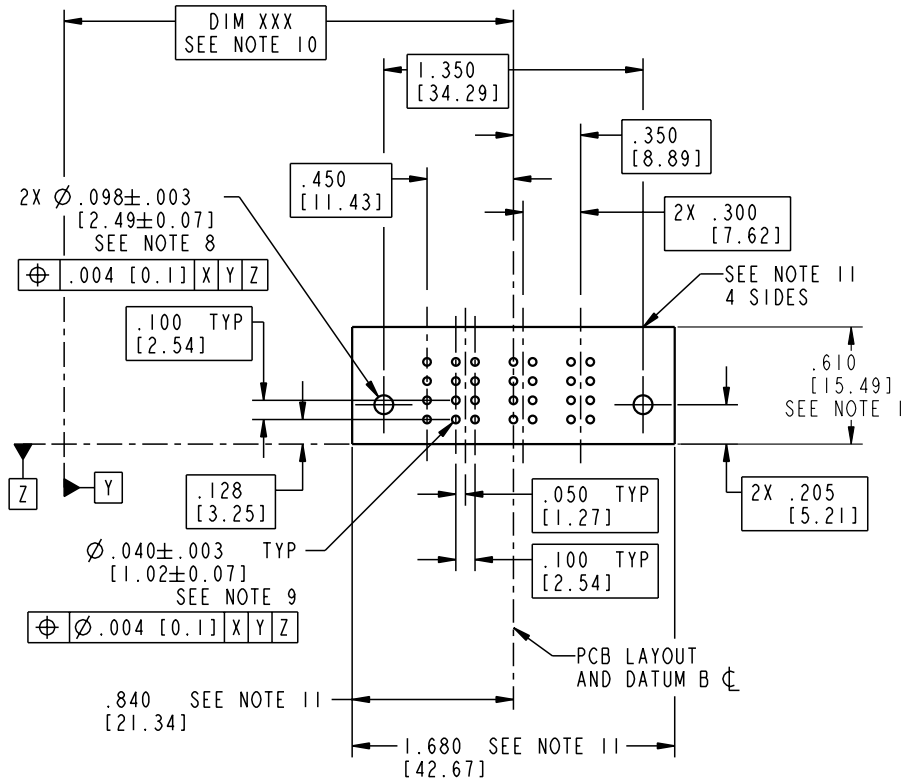 DIM XXX
SEE NOTE 10
1.350
[34.29]
.350
[8.89]
.450
[11.43]
2X Ø .098±.003
[2.49±0.07]
SEE NOTE 8
⌖ .004 [0.1] X Y Z
2X .300
[7.62]
SEE NOTE 11
4 SIDES
.100 TYP
[2.54]
.610
[15.49]
SEE NOTE 1
Z
Y
.128
[3.25]
.050 TYP
[1.27]
2X .205
[5.21]
Ø .040±.003 TYP
[1.02±0.07]
SEE NOTE 9
.100 TYP
[2.54]
⌖ Ø .004 [0.1] X Y Z
PCB LAYOUT
AND DATUM B ℄
.840 SEE NOTE 11
[21.34]
1.680 SEE NOTE 11
[42.67]